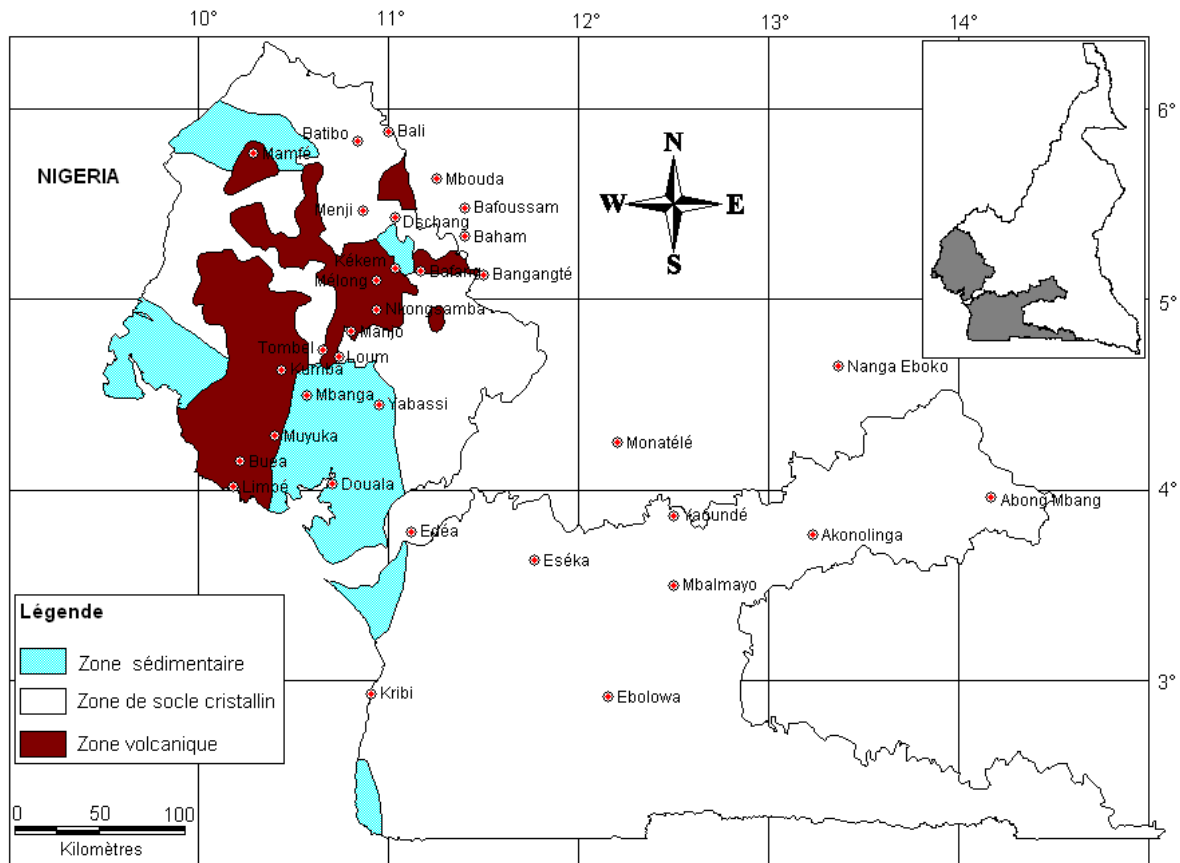 10°
11°
12°
13°
14°
6°
5°
4°
3°
NIGERIA
N
W
E
S
Batibo
Bali
Mamfé
Mbouda
Menji
Bafoussam
Dschang
Baham
Kékem
Bafang
Bangangté
Mélong
Nkongsamba
Manjo
Tombel
Loum
Kumba
Nanga Eboko
Mbanga
Yabassi
Muyuka
Monatélé
Buea
Limbé
Douala
Abong Mbang
Yaoundé
Edéa
Akonolinga
Eséka
Mbalmayo
Kribi
Ebolowa
Légende
Zone sédimentaire
Zone de socle cristallin
Zone volcanique
0 50 100
Kilomètres